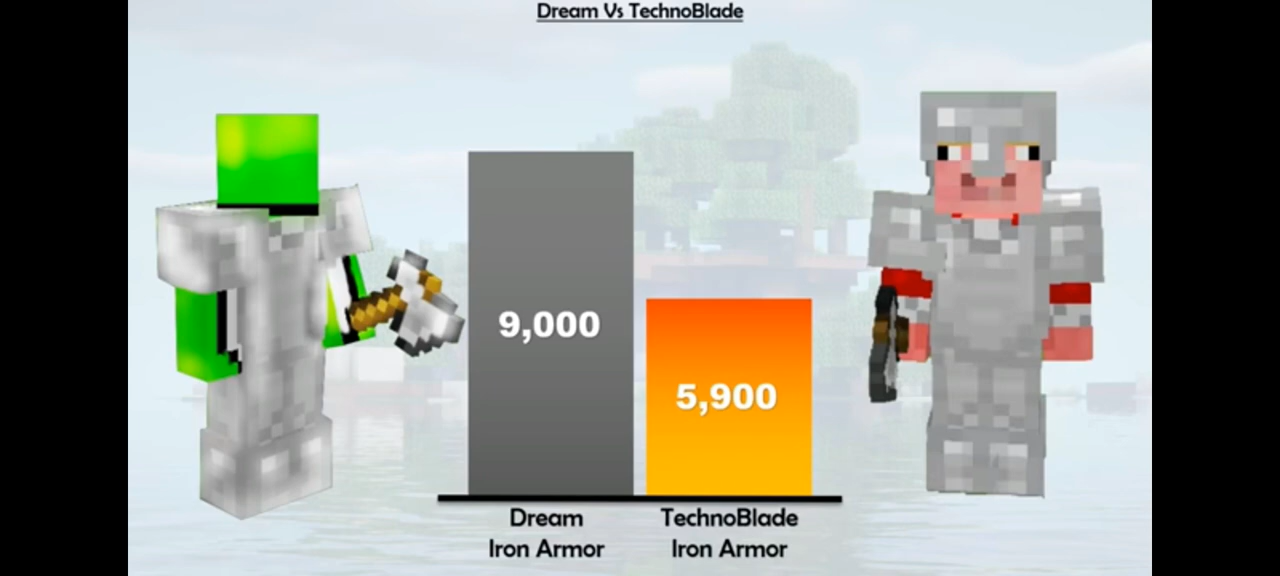 Dream Vs TechnoBlade
9,000
5,900
Dream
Iron Armor
TechnoBlade
Iron Armor